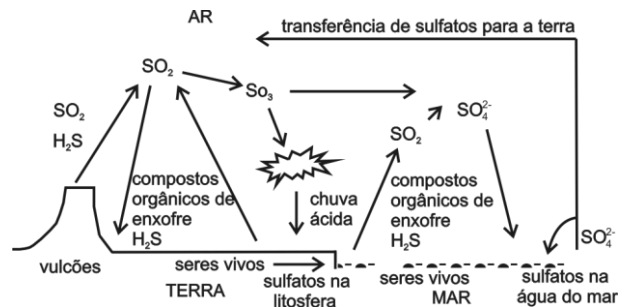 AR
transferência de sulfatos para a terra
SO₂
So₃
SO₄²⁻
SO₂
SO₂
H₂S
compostos
orgânicos de
enxofre
H₂S
chuva
ácida
compostos
orgânicos de
enxofre
H₂S
SO₄²⁻
vulcões
seres vivos
TERRA
sulfatos na
litosfera
seres vivos
MAR
sulfatos na
água do mar